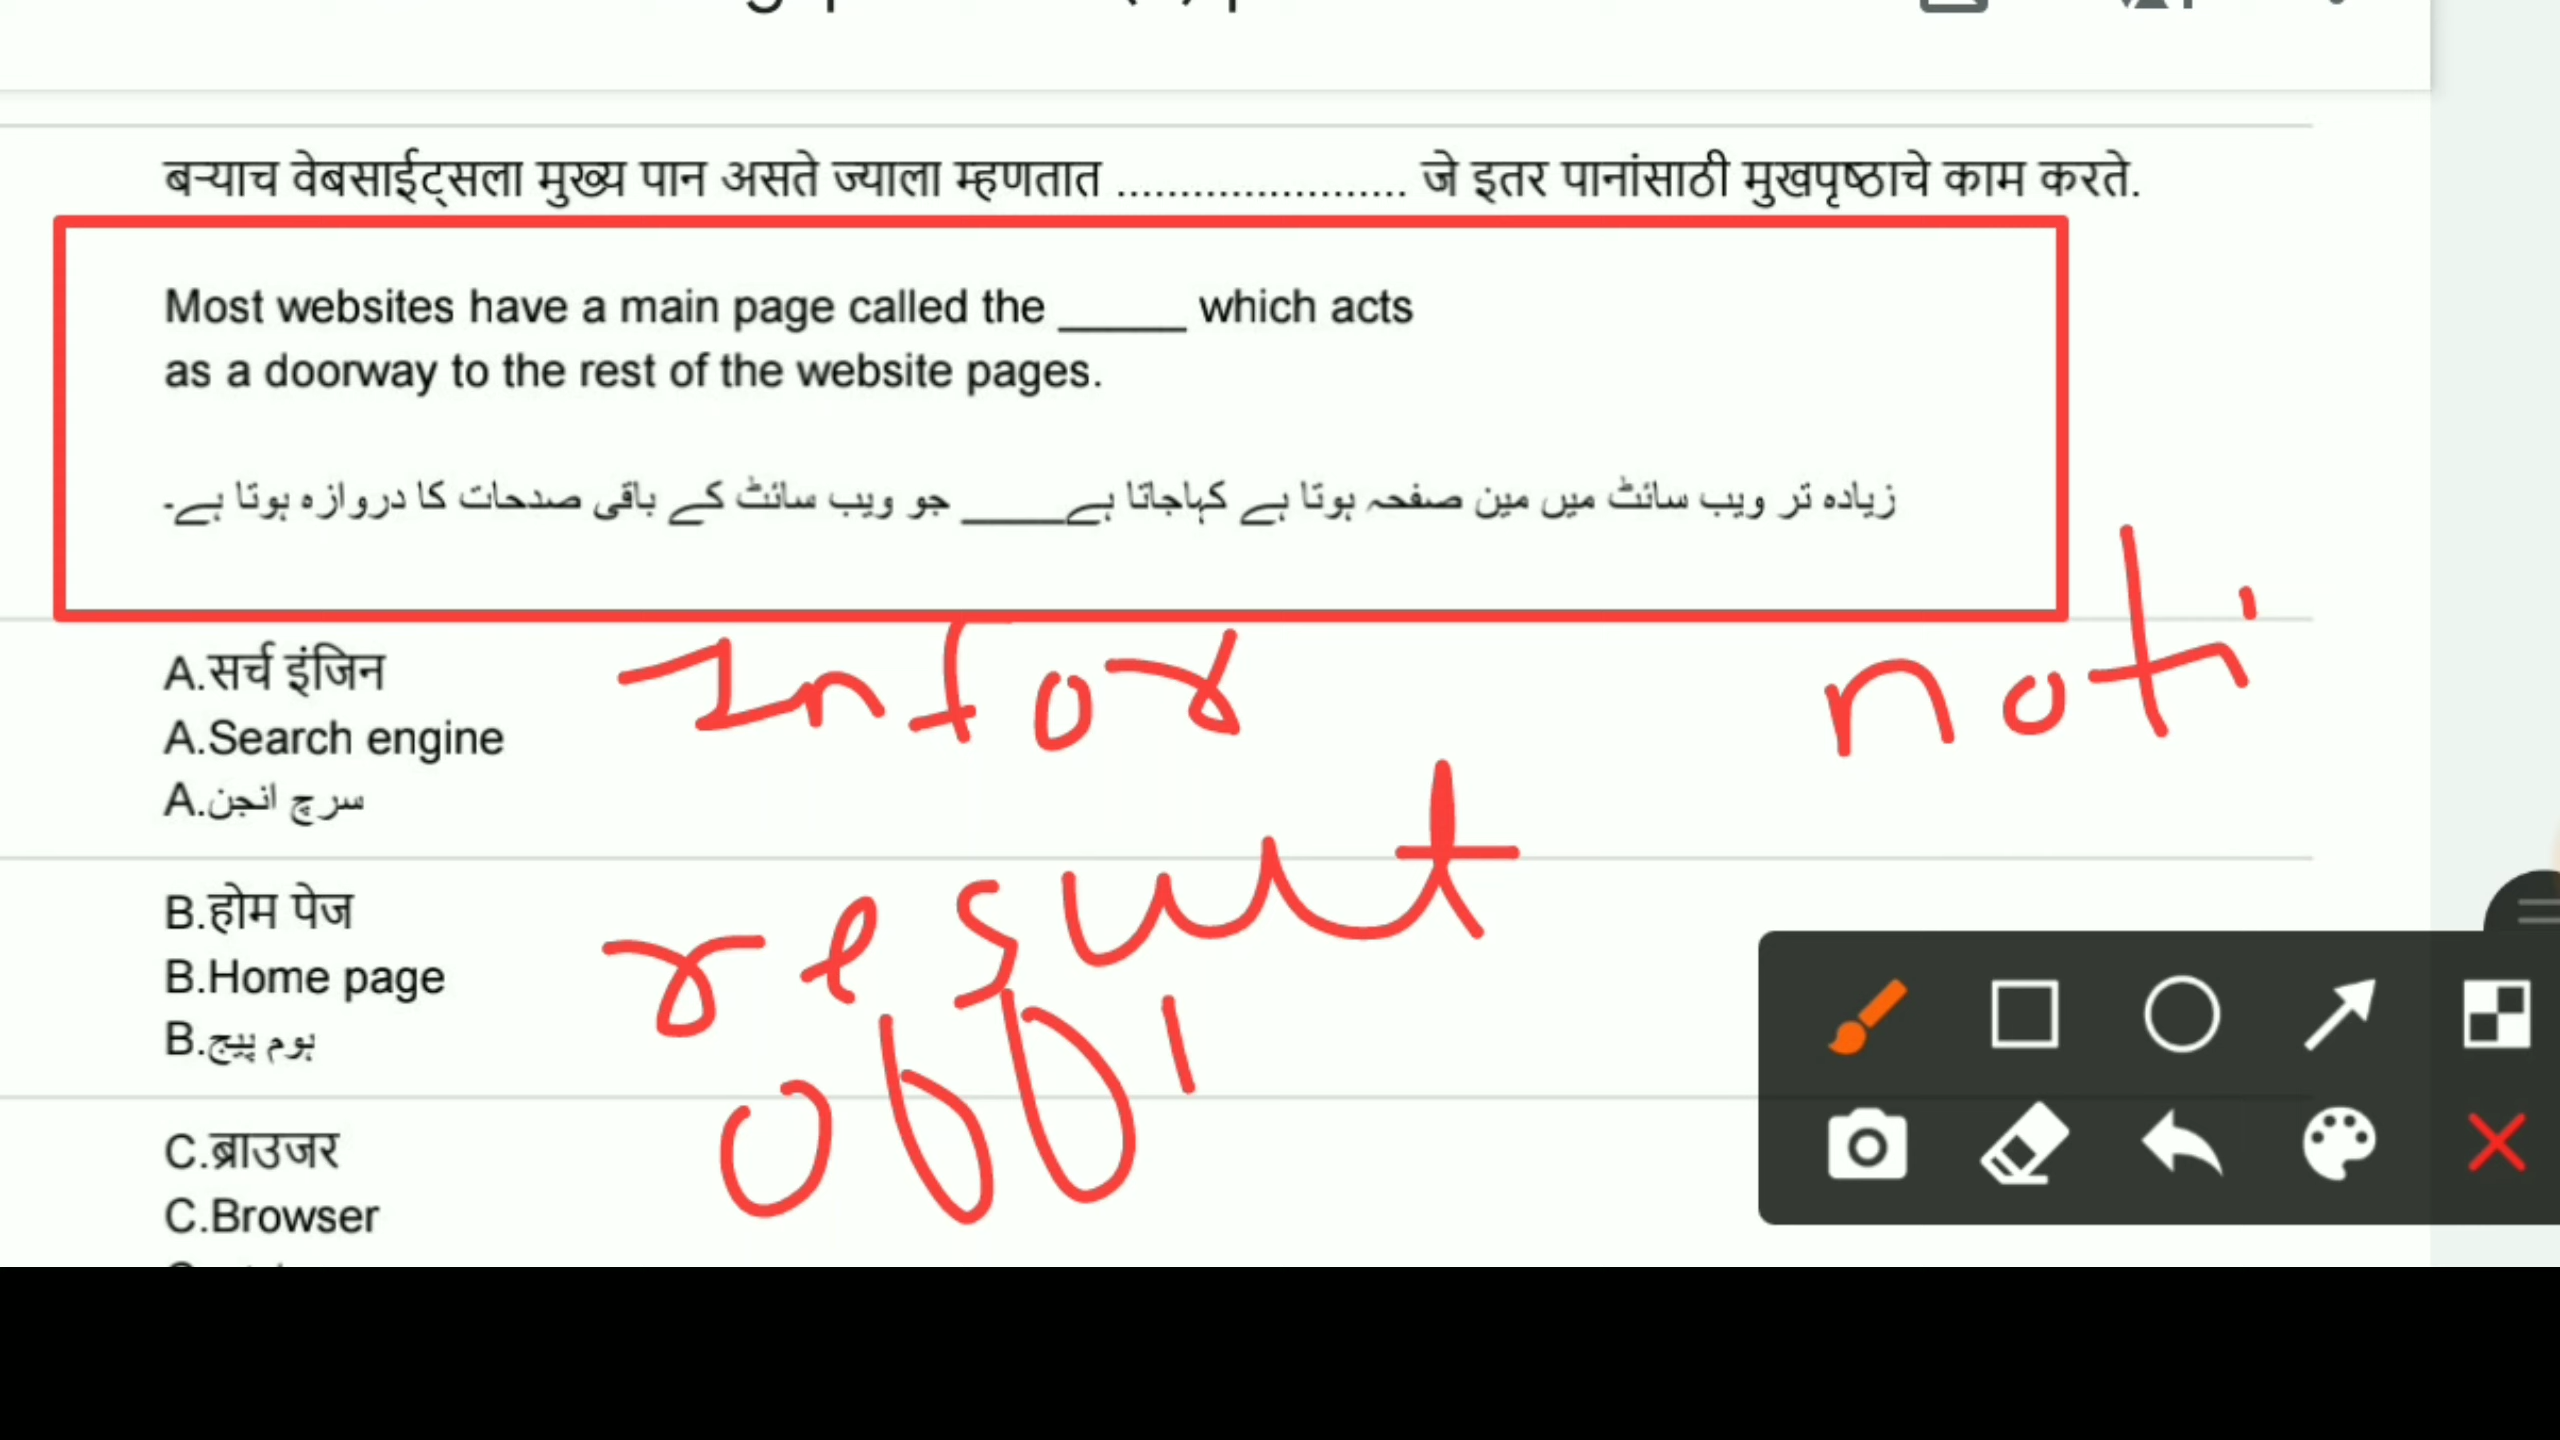 बऱ्याच वेबसाईट्सला मुख्य पान असते ज्याला म्हणतात ....................... जे इतर पानांसाठी मुखपृष्ठाचे काम करते.
Most websites have a main page called the _____ which acts
as a doorway to the rest of the website pages.
زیادہ تر ویب سائٹ میں مین صفحہ ہوتا ہے کہاجاتا ہے____ جو ویب سائٹ کے باقی صدحات کا دروازہ ہوتا ہے۔
noti
A.सर्च इंजिन
Infor
A.Search engine
A.سرچ انجن
B.होम पेज
result
B.Home page
B.ہوم پیج
offi
C.ब्राउजर
C.Browser